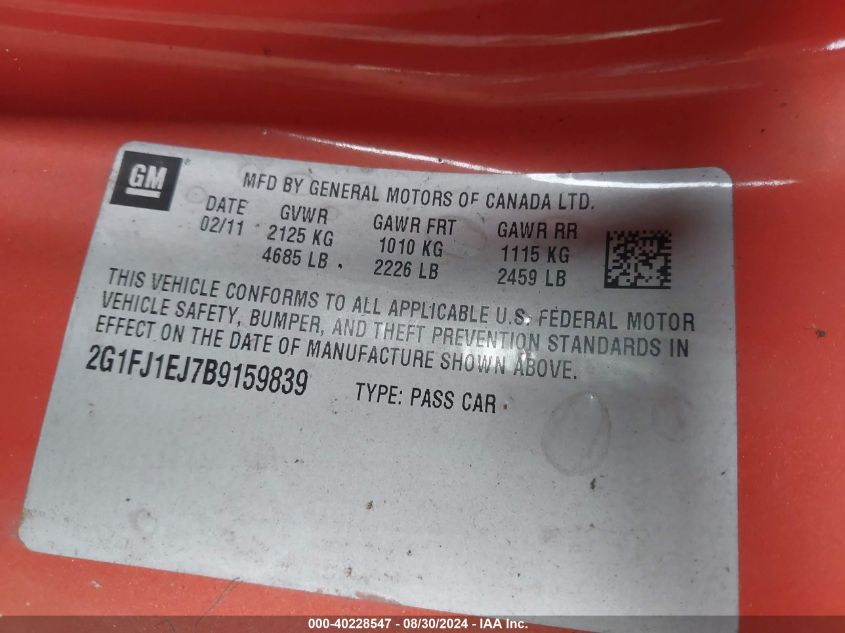 GM
MFD BY GENERAL MOTORS OF CANADA LTD.
DATE GVWR GAWR FRT GAWR RR
02/11 2125 KG 1010 KG 1115 KG
4685 LB 2226 LB 2459 LB
THIS VEHICLE CONFORMS TO ALL APPLICABLE U.S. FEDERAL MOTOR
VEHICLE SAFETY, BUMPER, AND THEFT PREVENTION STANDARDS IN
EFFECT ON THE DATE OF MANUFACTURE SHOWN ABOVE.
2G1FJ1EJ7B9159839 TYPE: PASS CAR
000-40228547 - 08/30/2024 - IAA Inc.